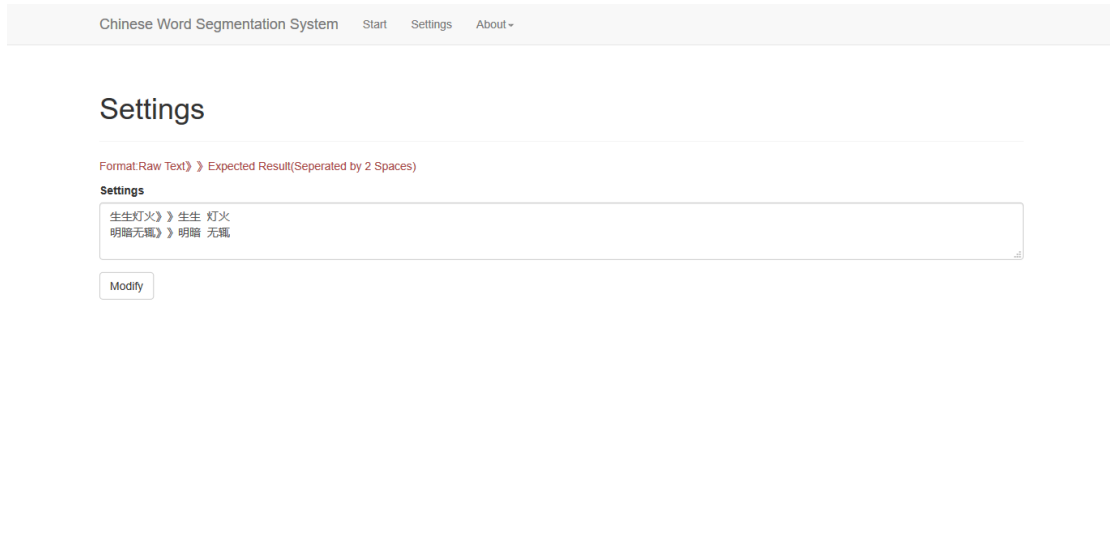 Chinese Word Segmentation System Start Settings About
Settings
Format:Raw Text》》Expected Result(Seperated by 2 Spaces)
Settings
生生灯火》》生生  灯火
明暗无辄》》明暗  无辄
Modify